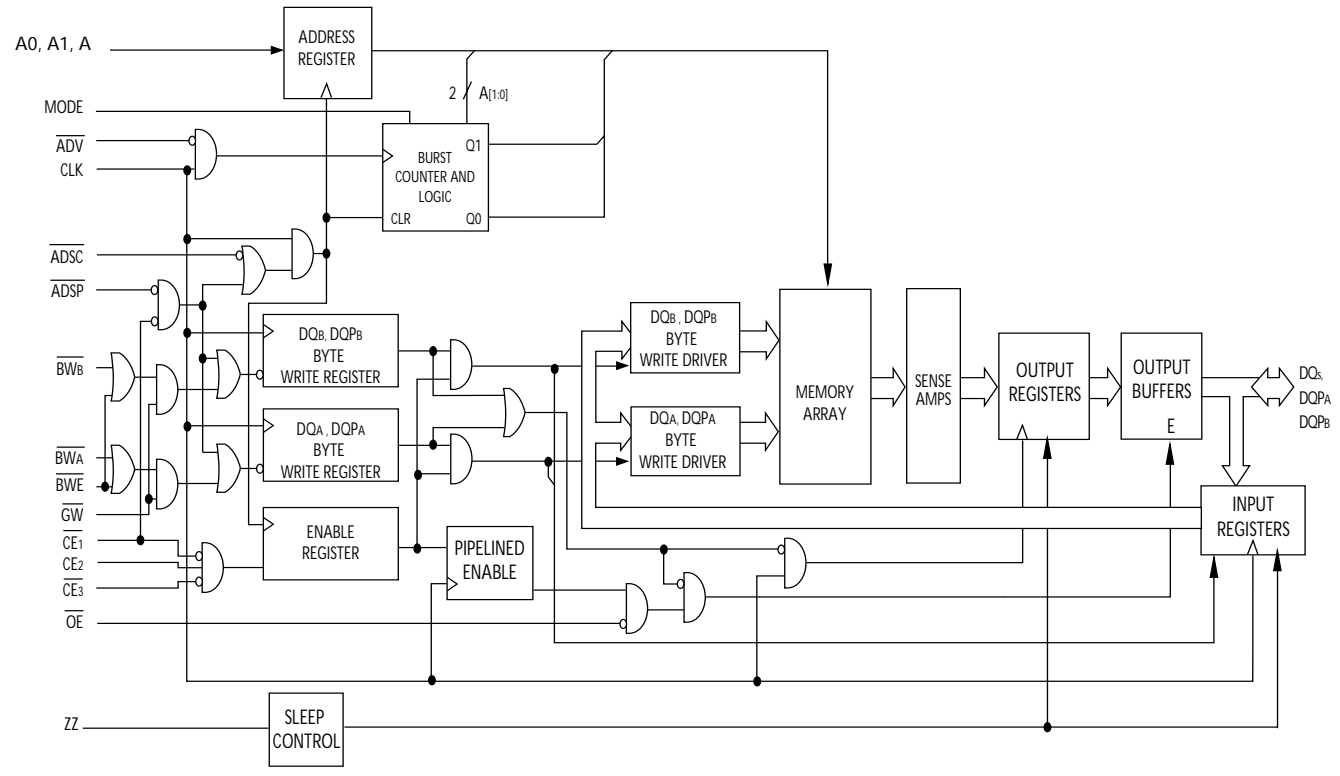 A0, A1, A
ADDRESS
REGISTER
MODE
2
A[1:0]
ADV
CLK
BURST
COUNTER AND
LOGIC
Q1
CLR
Q0
ADSC
ADSP
DQB, DQPB
BYTE
WRITE REGISTER
DQB, DQPB
BYTE
WRITE DRIVER
MEMORY
ARRAY
SENSE
AMPS
OUTPUT
REGISTERS
OUTPUT
BUFFERS
E
DQs,
DQPA
DQPB
BWB
DQA, DQPA
BYTE
WRITE REGISTER
DQA, DQPA
BYTE
WRITE DRIVER
BWA
BWE
GW
CE1
CE2
CE3
ENABLE
REGISTER
PIPELINED
ENABLE
INPUT
REGISTERS
OE
ZZ
SLEEP
CONTROL